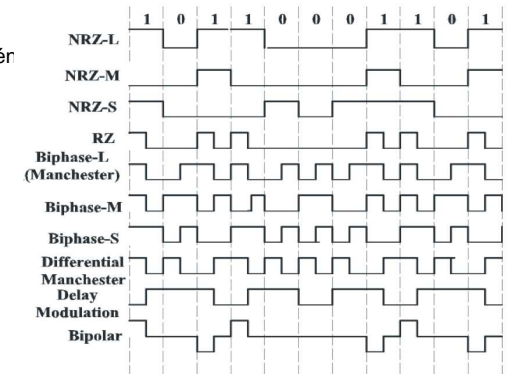 1 0 1 1 0 0 0 1 1 0 1
NRZ-L
én
NRZ-M
NRZ-S
RZ
Biphase-L
(Manchester)
Biphase-M
Biphase-S
Differential
Manchester
Delay
Modulation
Bipolar